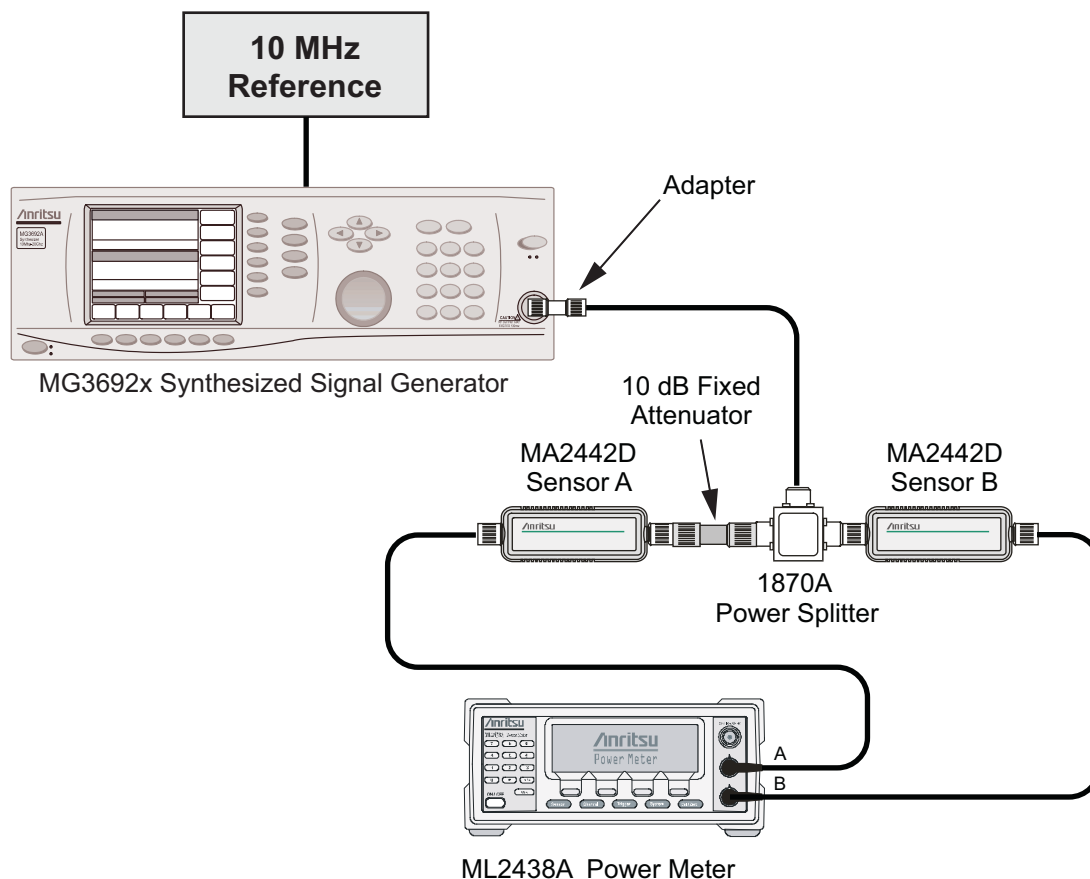 10 MHz
Reference
Adapter
Anritsu
MG3692A
MG3692x Synthesized Signal Generator
10 dB Fixed
Attenuator
MA2442D
Sensor A
MA2442D
Sensor B
Anritsu
Anritsu
1870A
Power Splitter
Anritsu
Anritsu
Power Meter
A
B
ML2438A Power Meter